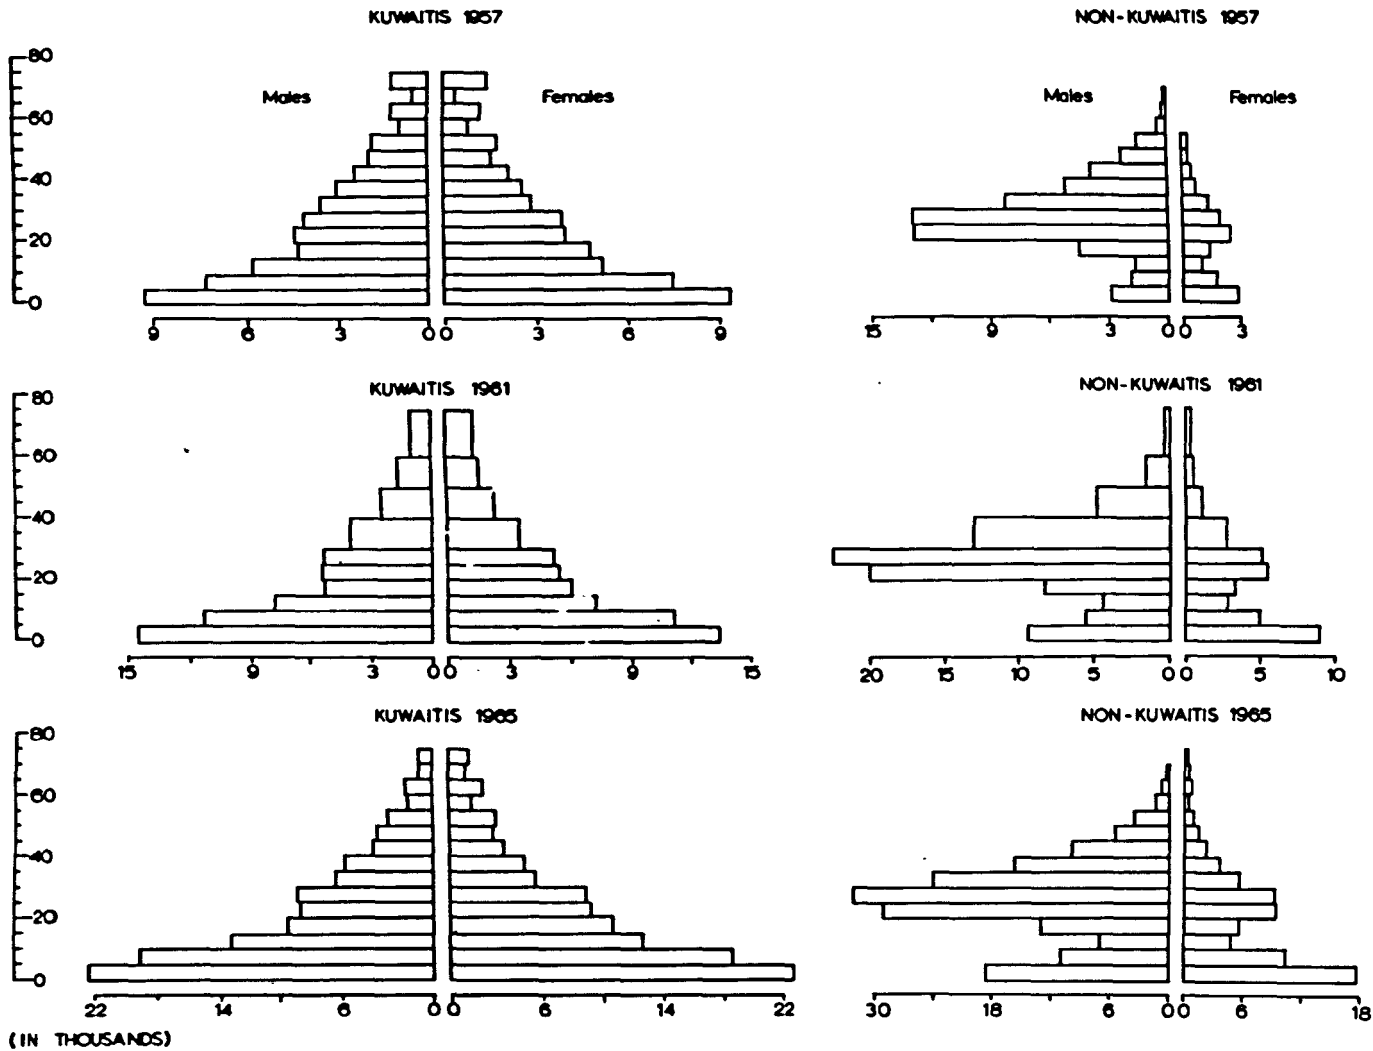 KUWAITIS 1957
NON-KUWAITIS 1957
80
60
40
20
0
Males
Females
Males
Females
9 6 3 0 0 3 6 9
15 9 3 0 0 3
KUWAITIS 1961
NON-KUWAITIS 1961
80
60
40
20
0
15 9 3 0 0 3 9 15
20 15 10 5 0 0 5 10
KUWAITIS 1965
NON-KUWAITIS 1965
80
60
40
20
0
22 14 6 0 0 6 14 22
30 18 6 0 0 6 18
(IN THOUSANDS)